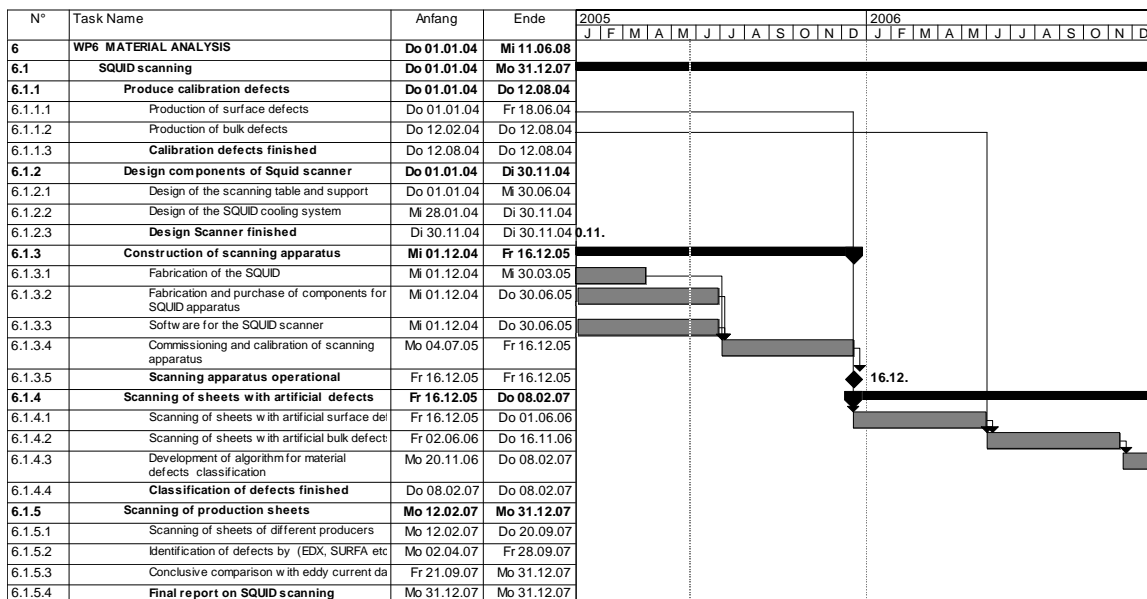 N° Task Name Anfang Ende 2005 2006
J F M A M J J A S O N D J F M A M J J A S O N D
6 WP6 MATERIAL ANALYSIS Do 01.01.04 Mi 11.06.08
6.1 SQUID scanning Do 01.01.04 Mo 31.12.07
6.1.1 Produce calibration defects Do 01.01.04 Do 12.08.04
6.1.1.1 Production of surface defects Do 01.01.04 Fr 18.06.04
6.1.1.2 Production of bulk defects Do 12.02.04 Do 12.08.04
6.1.1.3 Calibration defects finished Do 12.08.04 Do 12.08.04
6.1.2 Design components of Squid scanner Do 01.01.04 Di 30.11.04
6.1.2.1 Design of the scanning table and support Do 01.01.04 Mi 30.06.04
6.1.2.2 Design of the SQUID cooling system Mi 28.01.04 Di 30.11.04
6.1.2.3 Design Scanner finished Di 30.11.04 Di 30.11.04 0.11.
6.1.3 Construction of scanning apparatus Mi 01.12.04 Fr 16.12.05
6.1.3.1 Fabrication of the SQUID Mi 01.12.04 Mi 30.03.05
6.1.3.2 Fabrication and purchase of components for Mi 01.12.04 Do 30.06.05
SQUID apparatus
6.1.3.3 Software for the SQUID scanner Mi 01.12.04 Do 30.06.05
6.1.3.4 Commissioning and calibration of scanning Mo 04.07.05 Fr 16.12.05
apparatus
6.1.3.5 Scanning apparatus operational Fr 16.12.05 Fr 16.12.05 16.12.
6.1.4 Scanning of sheets with artificial defects Fr 16.12.05 Do 08.02.07
6.1.4.1 Scanning of sheets with artificial surface def Fr 16.12.05 Do 01.06.06
6.1.4.2 Scanning of sheets with artificial bulk defect Fr 02.06.06 Do 16.11.06
6.1.4.3 Development of algorithm for material Mo 20.11.06 Do 08.02.07
defects classification
6.1.4.4 Classification of defects finished Do 08.02.07 Do 08.02.07
6.1.5 Scanning of production sheets Mo 12.02.07 Mo 31.12.07
6.1.5.1 Scanning of sheets of different producers Mo 12.02.07 Do 20.09.07
6.1.5.2 Identification of defects by (EDX, SURFA etc Mo 02.04.07 Fr 28.09.07
6.1.5.3 Conclusive comparison with eddy current da Fr 21.09.07 Mo 31.12.07
6.1.5.4 Final report on SQUID scanning Mo 31.12.07 Mo 31.12.07